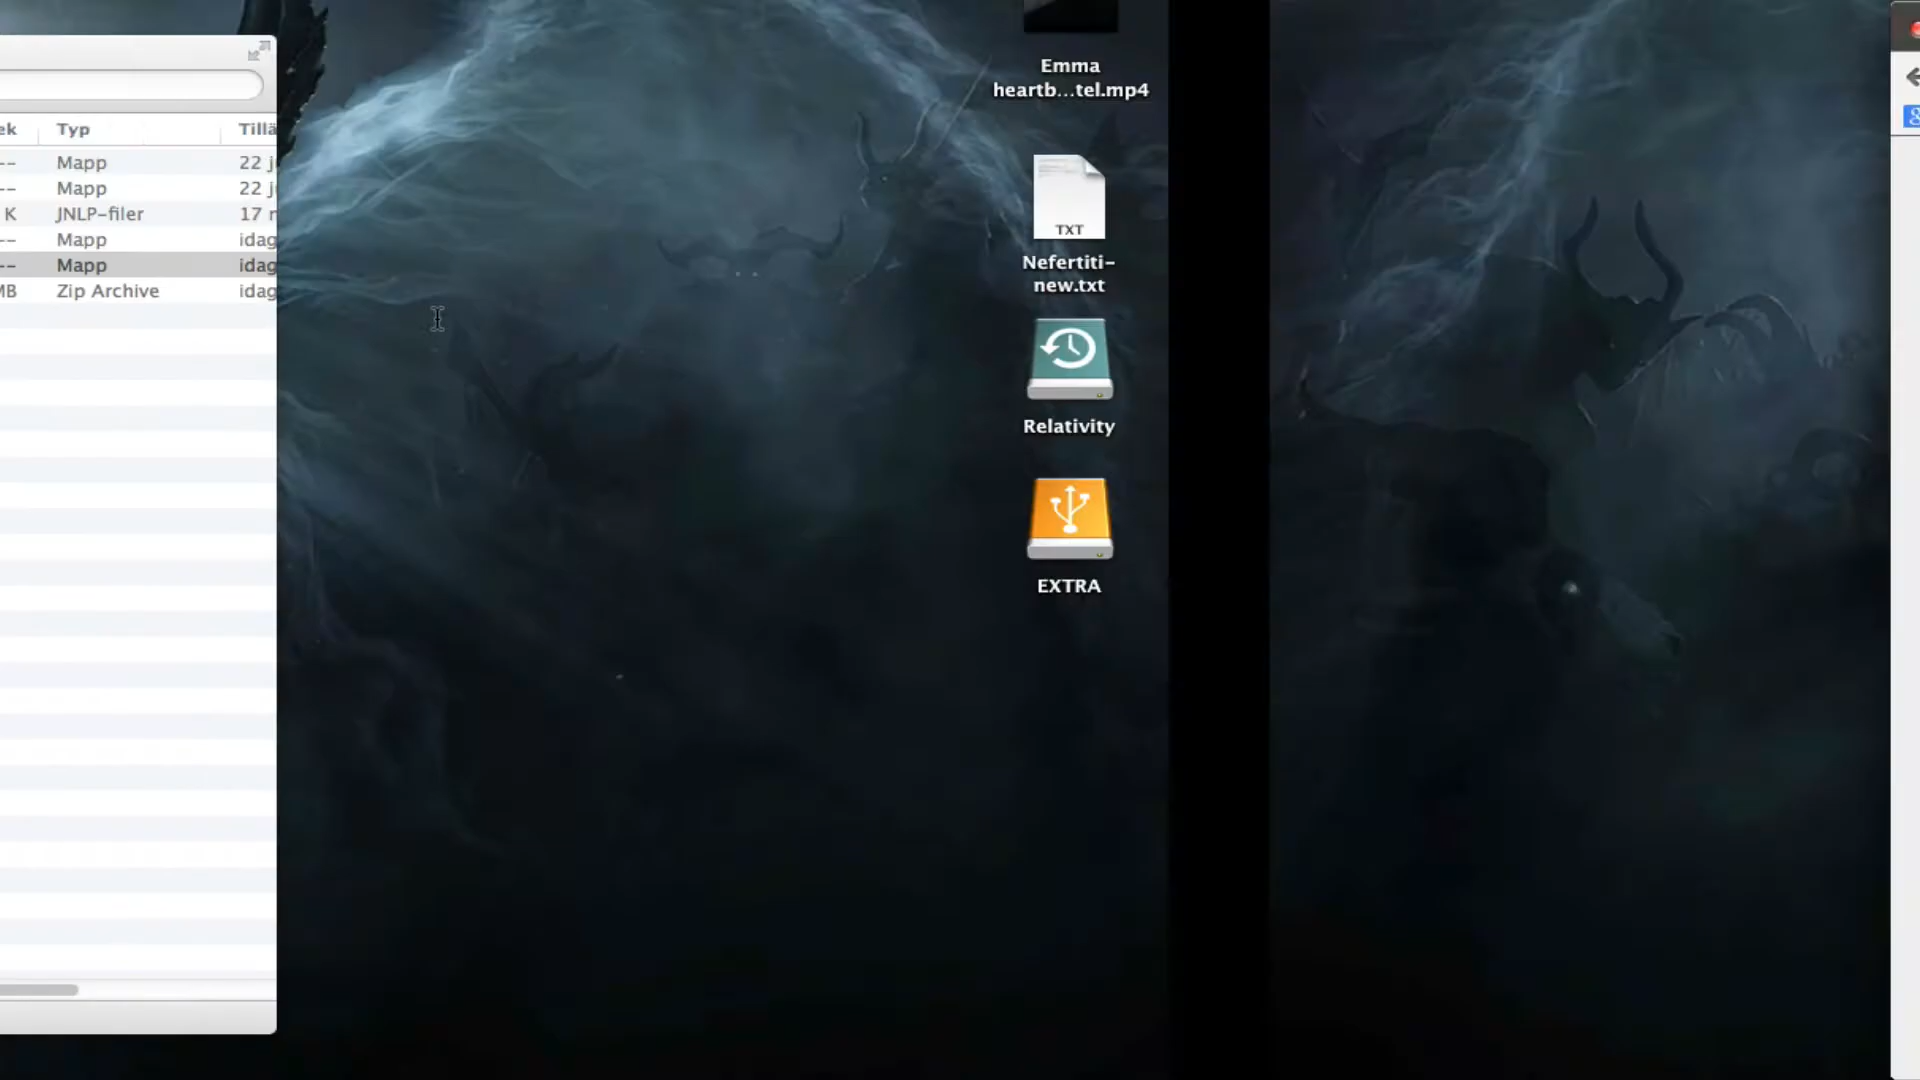 ek Typ Tillä
-- Mapp 22 j
-- Mapp 22 j
K JNLP-filer 17
-- Mapp idag
-- Mapp idag
MB Zip Archive idag
Emma
heartb...tel.mp4
TXT
Nefertiti-
new.txt
Relativity
EXTRA